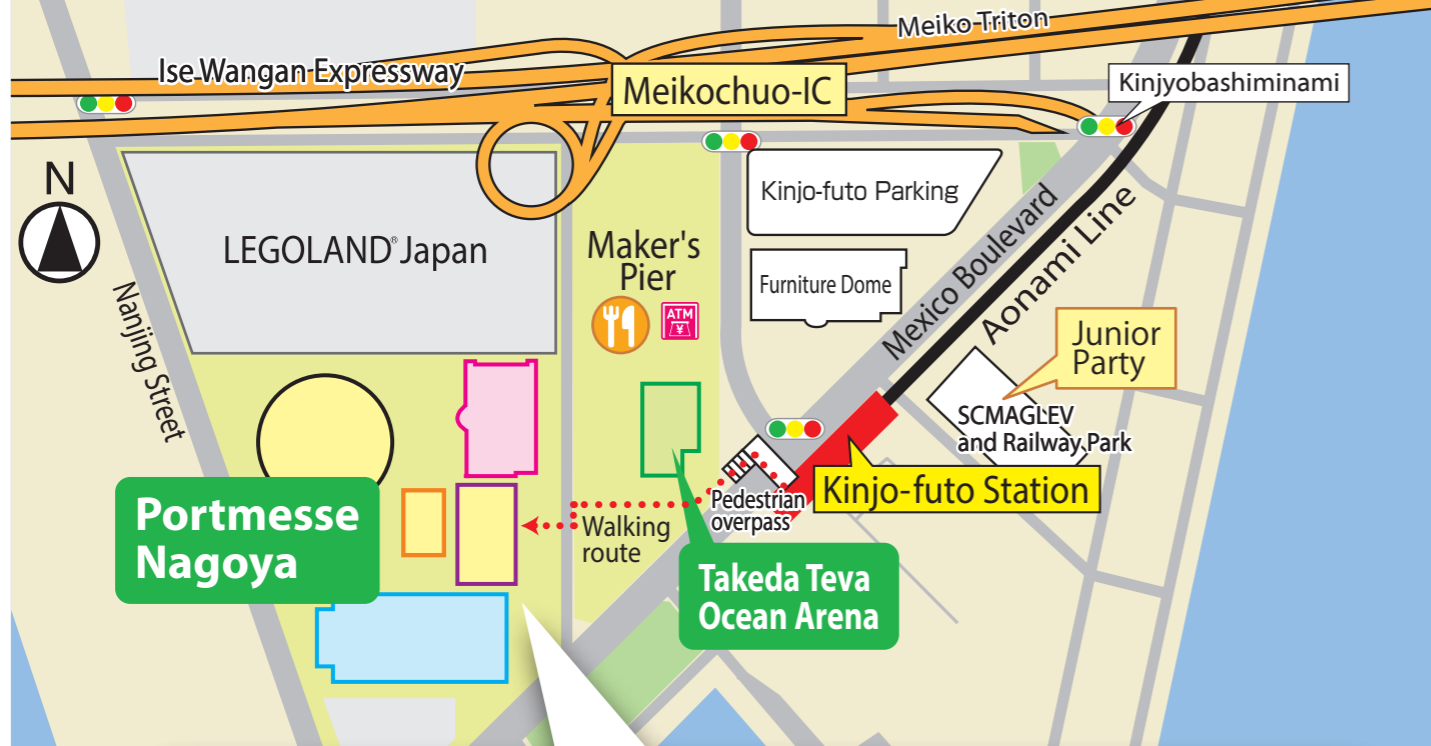 Meiko Triton
Ise Wangan Expressway
Meikochuo-IC
Kinjyobashiminami
N
Kinjo-futo Parking
LEGOLAND® Japan
Maker's
Pier
Furniture Dome
ATM
¥
Mexico Boulevard
Aonami Line
Nanjing Street
Junior
Party
SCMAGLEV
and Railway Park
Kinjo-futo Station
Pedestrian
overpass
Portmesse
Nagoya
Walking
route
Takeda Teva
Ocean Arena